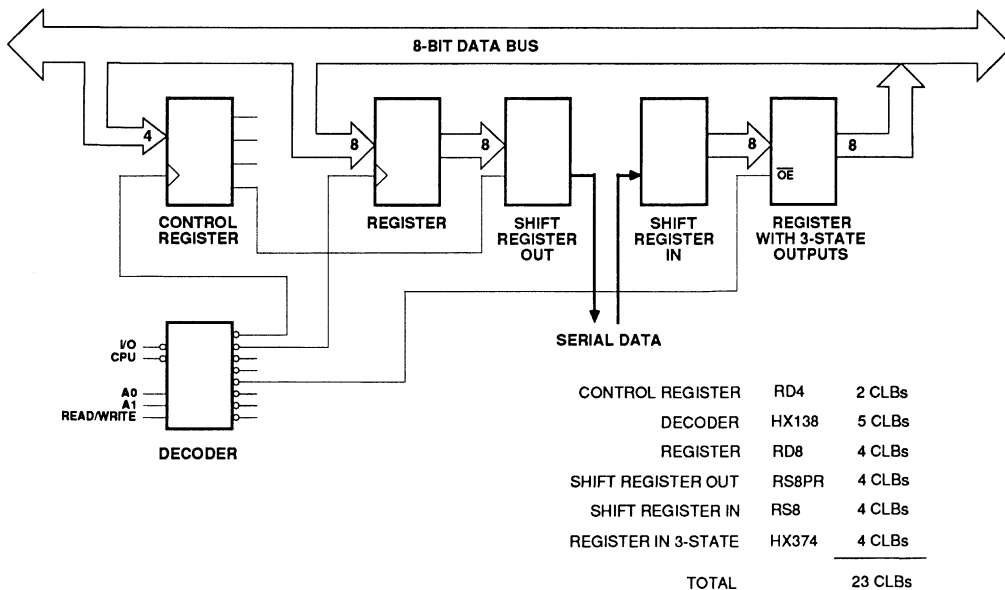 8-BIT DATA BUS
4
8
8
8
8
OE
CONTROL
REGISTER
REGISTER
SHIFT
REGISTER
OUT
SHIFT
REGISTER
IN
REGISTER
WITH 3-STATE
OUTPUTS
I/O
CPU
A0
A1
READ/WRITE
DECODER
SERIAL DATA
CONTROL REGISTER RD4 2 CLBs
DECODER HX138 5 CLBs
REGISTER RD8 4 CLBs
SHIFT REGISTER OUT RS8PR 4 CLBs
SHIFT REGISTER IN RS8 4 CLBs
REGISTER IN 3-STATE HX374 4 CLBs
TOTAL 23 CLBs